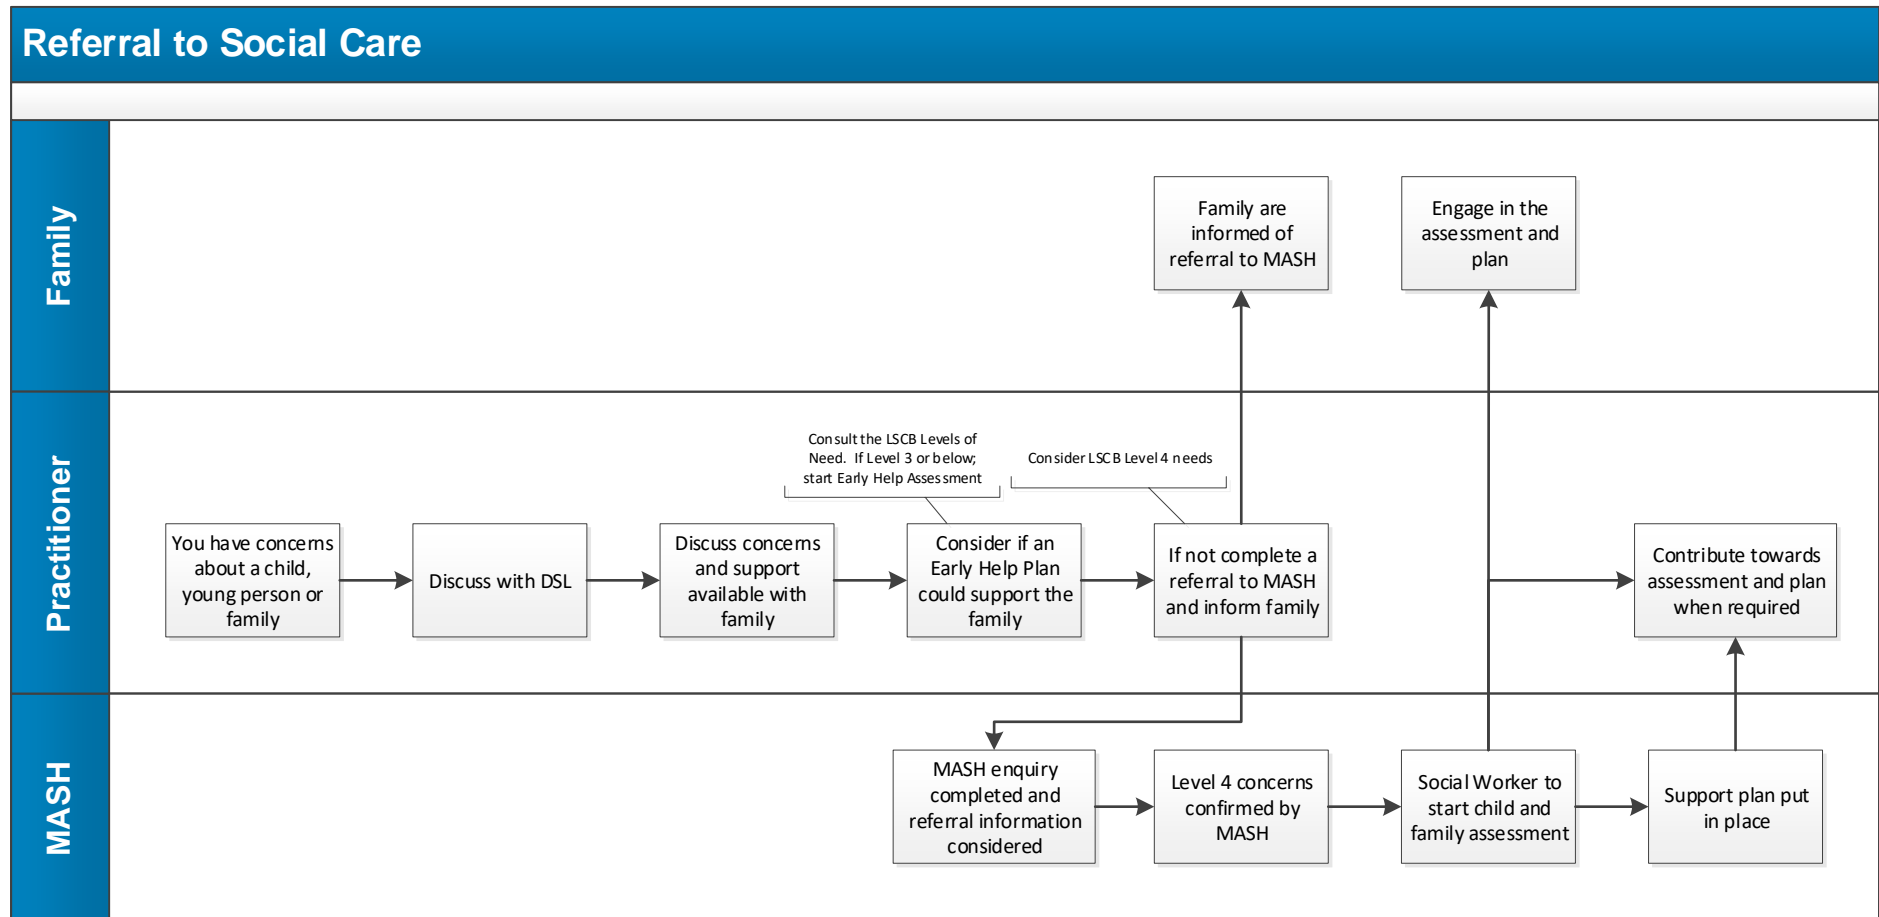 Referral to Social Care
Family
Family are
informed of
referral to MASH
Engage in the
assessment and
plan
Practitioner
Consult the LSCB Levels of
Need. If Level 3 or below;
start Early Help Assessment
Consider LSCB Level 4 needs
You have concerns
about a child,
young person or
family
Discuss with DSL
Discuss concerns
and support
available with
family
Consider if an
Early Help Plan
could support the
family
If not complete a
referral to MASH
and inform family
Contribute towards
assessment and plan
when required
MASH
MASH enquiry
completed and
referral information
considered
Level 4 concerns
confirmed by
MASH
Social Worker to
start child and
family assessment
Support plan put
in place